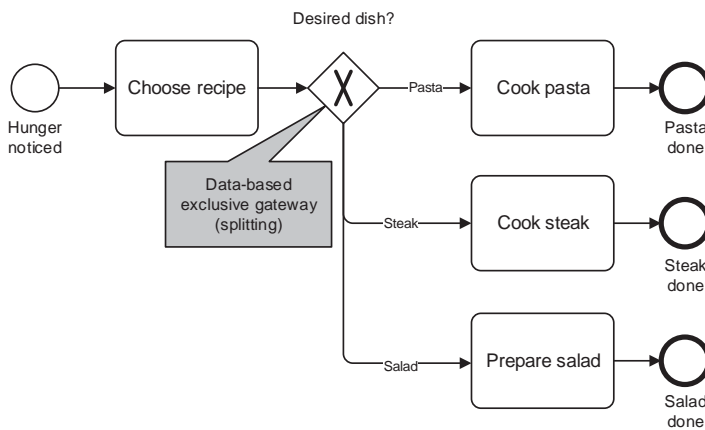 Desired dish?
Choose recipe
X
Pasta
Cook pasta
Hunger
noticed
Pasta
done
Data-based
exclusive gateway
(splitting)
Steak
Cook steak
Steak
done
Salad
Prepare salad
Salad
done